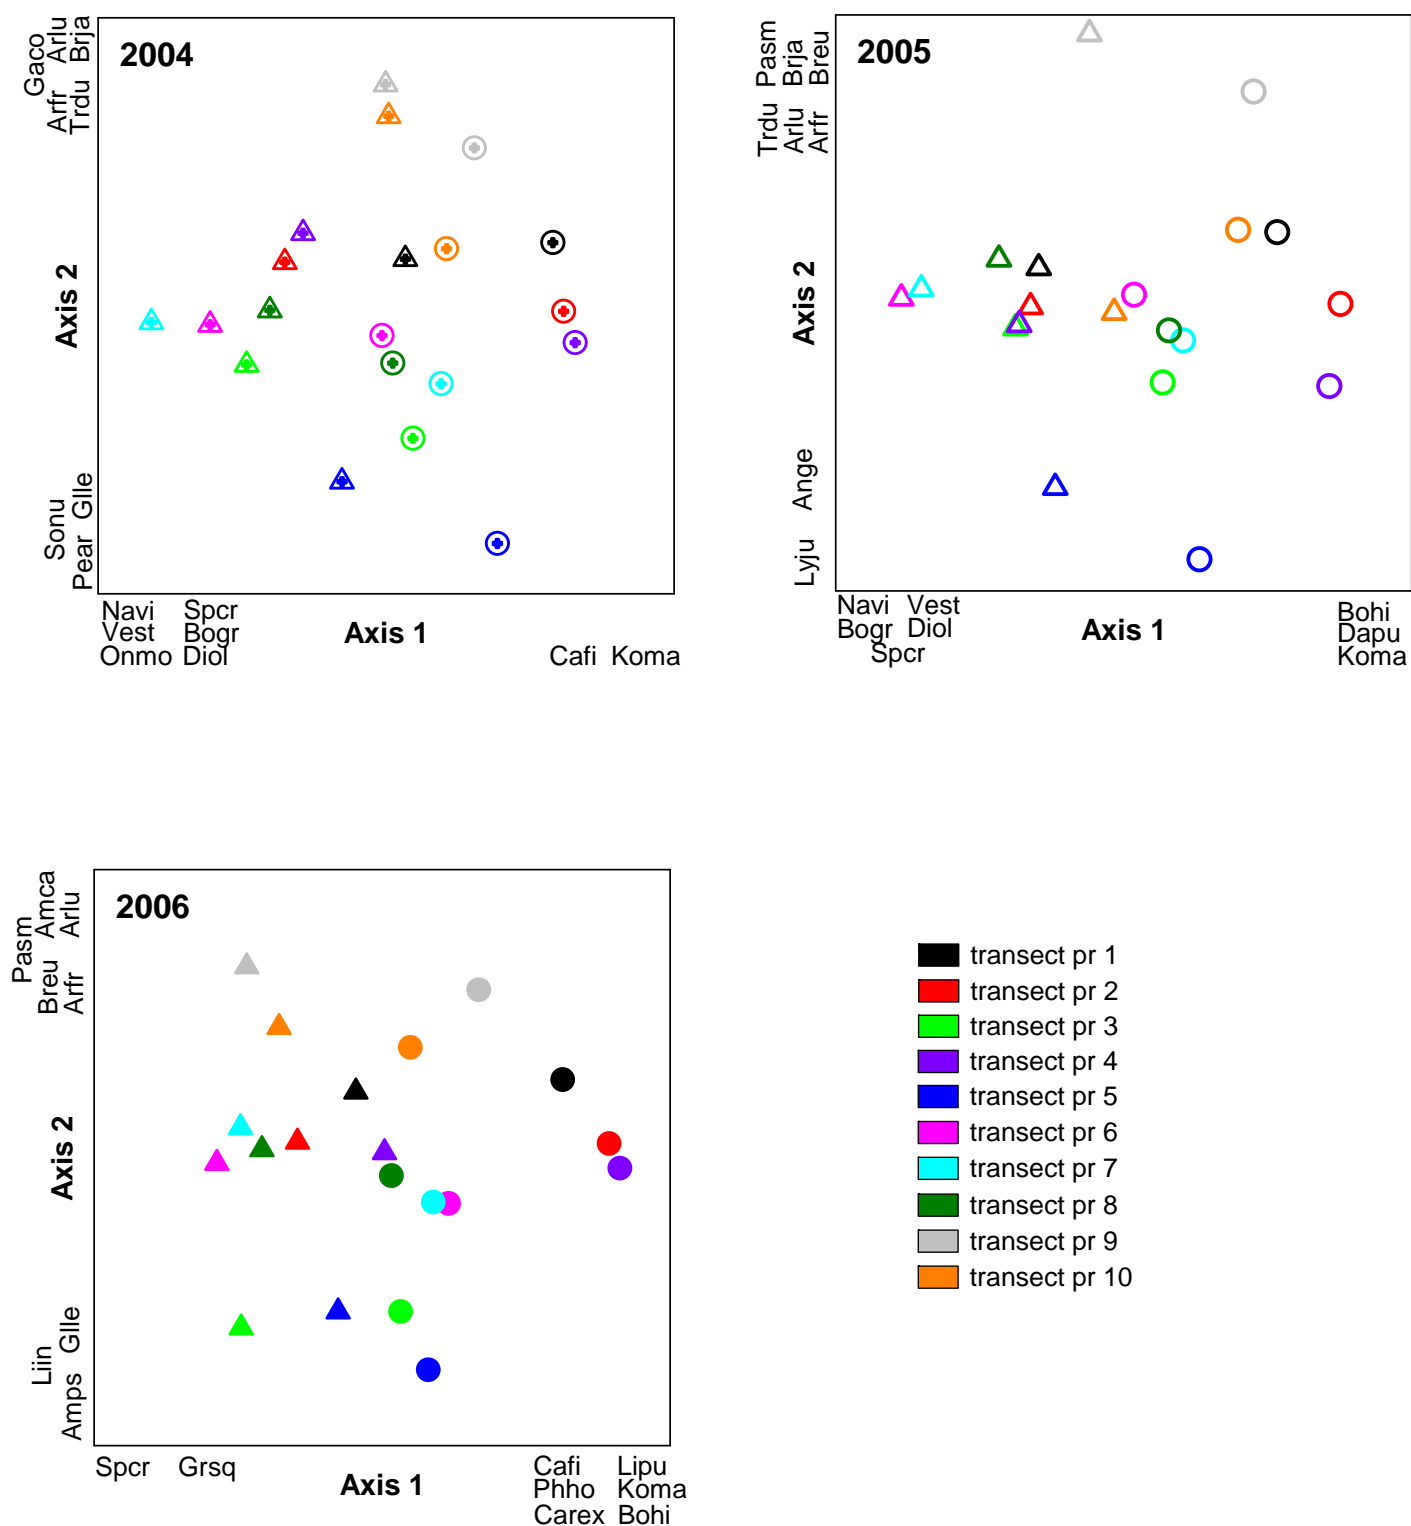 2004
Gaco Arlu Brja
Arfr Trdu
Axis 2
Sonu Glle
Pear
Navi Spcr
Vest Bogr
Onmo Diol
Axis 1
Cafi Koma
2005
Pasm Brja Breu
Trdu Arlu Arfr
Axis 2
Ange
Lyju
Navi Vest
Bogr Diol
Spcr
Axis 1
Bohi
Dapu
Koma
2006
Pasm Amca Arlu
Breu Arfr
Axis 2
Liin Glle
Amps
Spcr Grsq
Axis 1
Cafi Lipu
Phho Koma
Carex Bohi
transect pr 1
transect pr 2
transect pr 3
transect pr 4
transect pr 5
transect pr 6
transect pr 7
transect pr 8
transect pr 9
transect pr 10